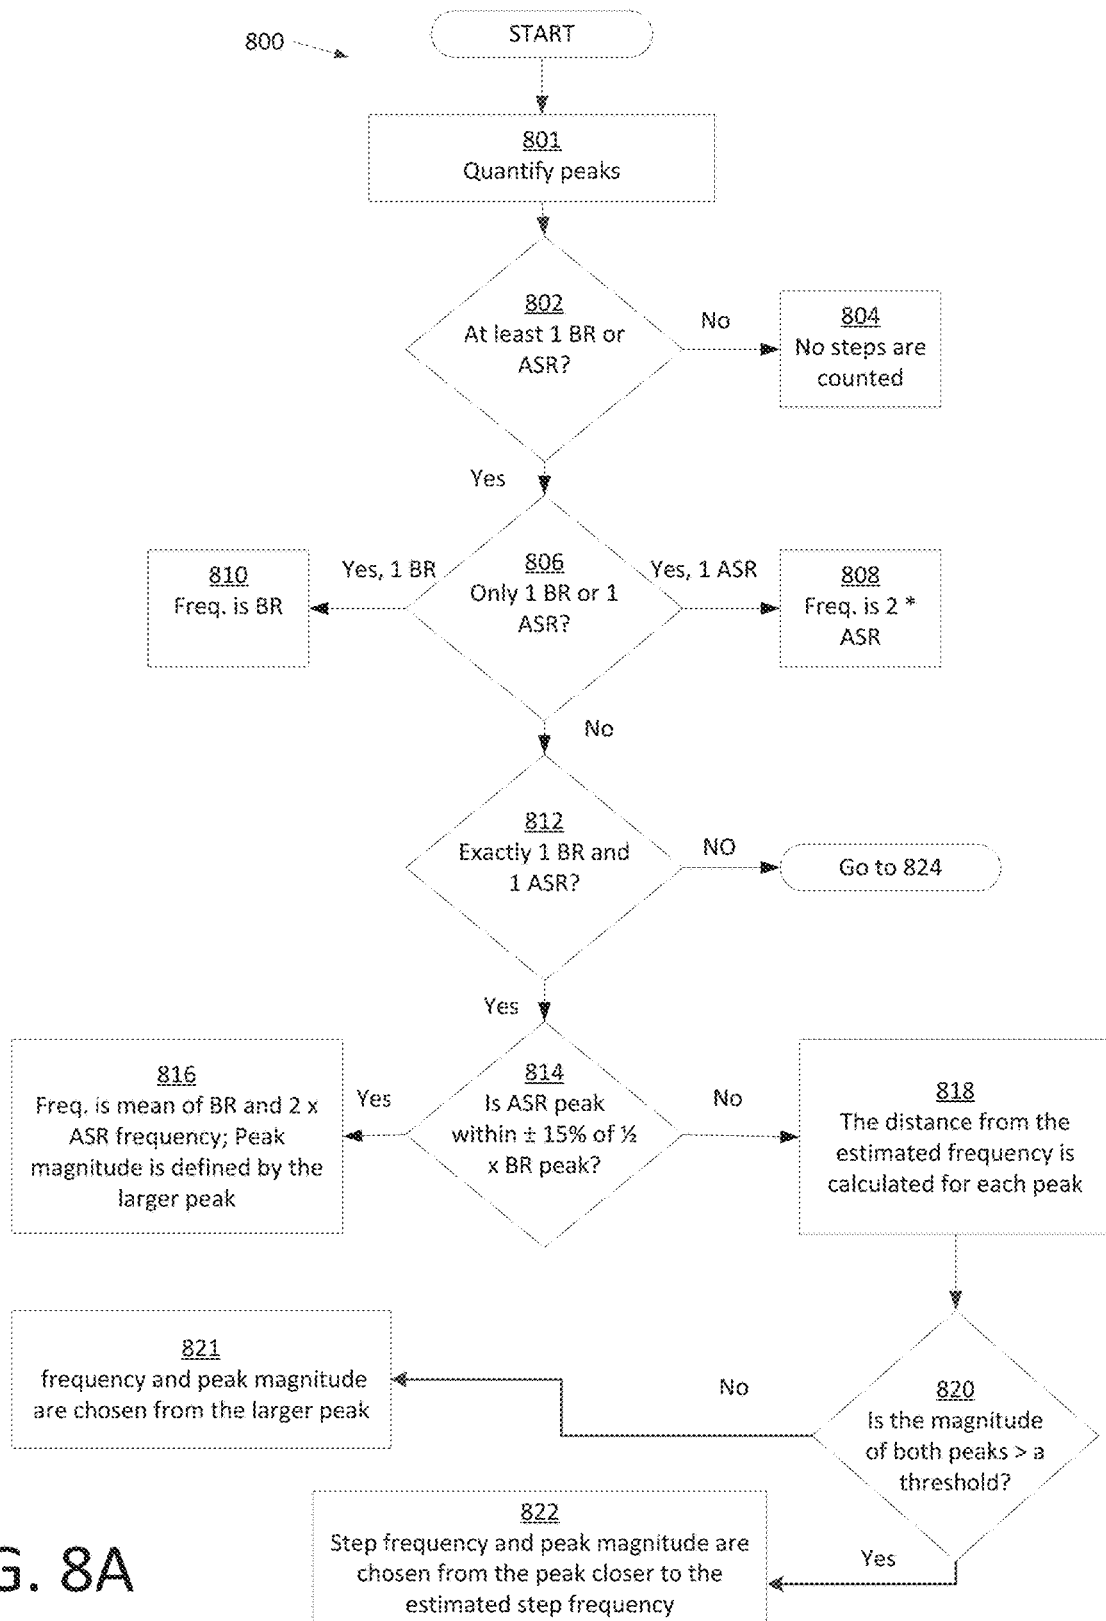 800
START
801
Quantify peaks
802
At least 1 BR or
ASR?
No
804
No steps are
counted
Yes
806
Only 1 BR or 1
ASR?
Yes, 1 BR
810
Freq. is BR
Yes, 1 ASR
808
Freq. is 2 *
ASR
No
812
Exactly 1 BR and
1 ASR?
NO
Go to 824
Yes
814
Is ASR peak
within ± 15% of ½
x BR peak?
Yes
816
Freq. is mean of BR and 2 x
ASR frequency; Peak
magnitude is defined by the
larger peak
No
818
The distance from the
estimated frequency is
calculated for each peak
820
Is the magnitude
of both peaks > a
threshold?
No
821
frequency and peak magnitude
are chosen from the larger peak
Yes
822
Step frequency and peak magnitude are
chosen from the peak closer to the
estimated step frequency
G. 8A